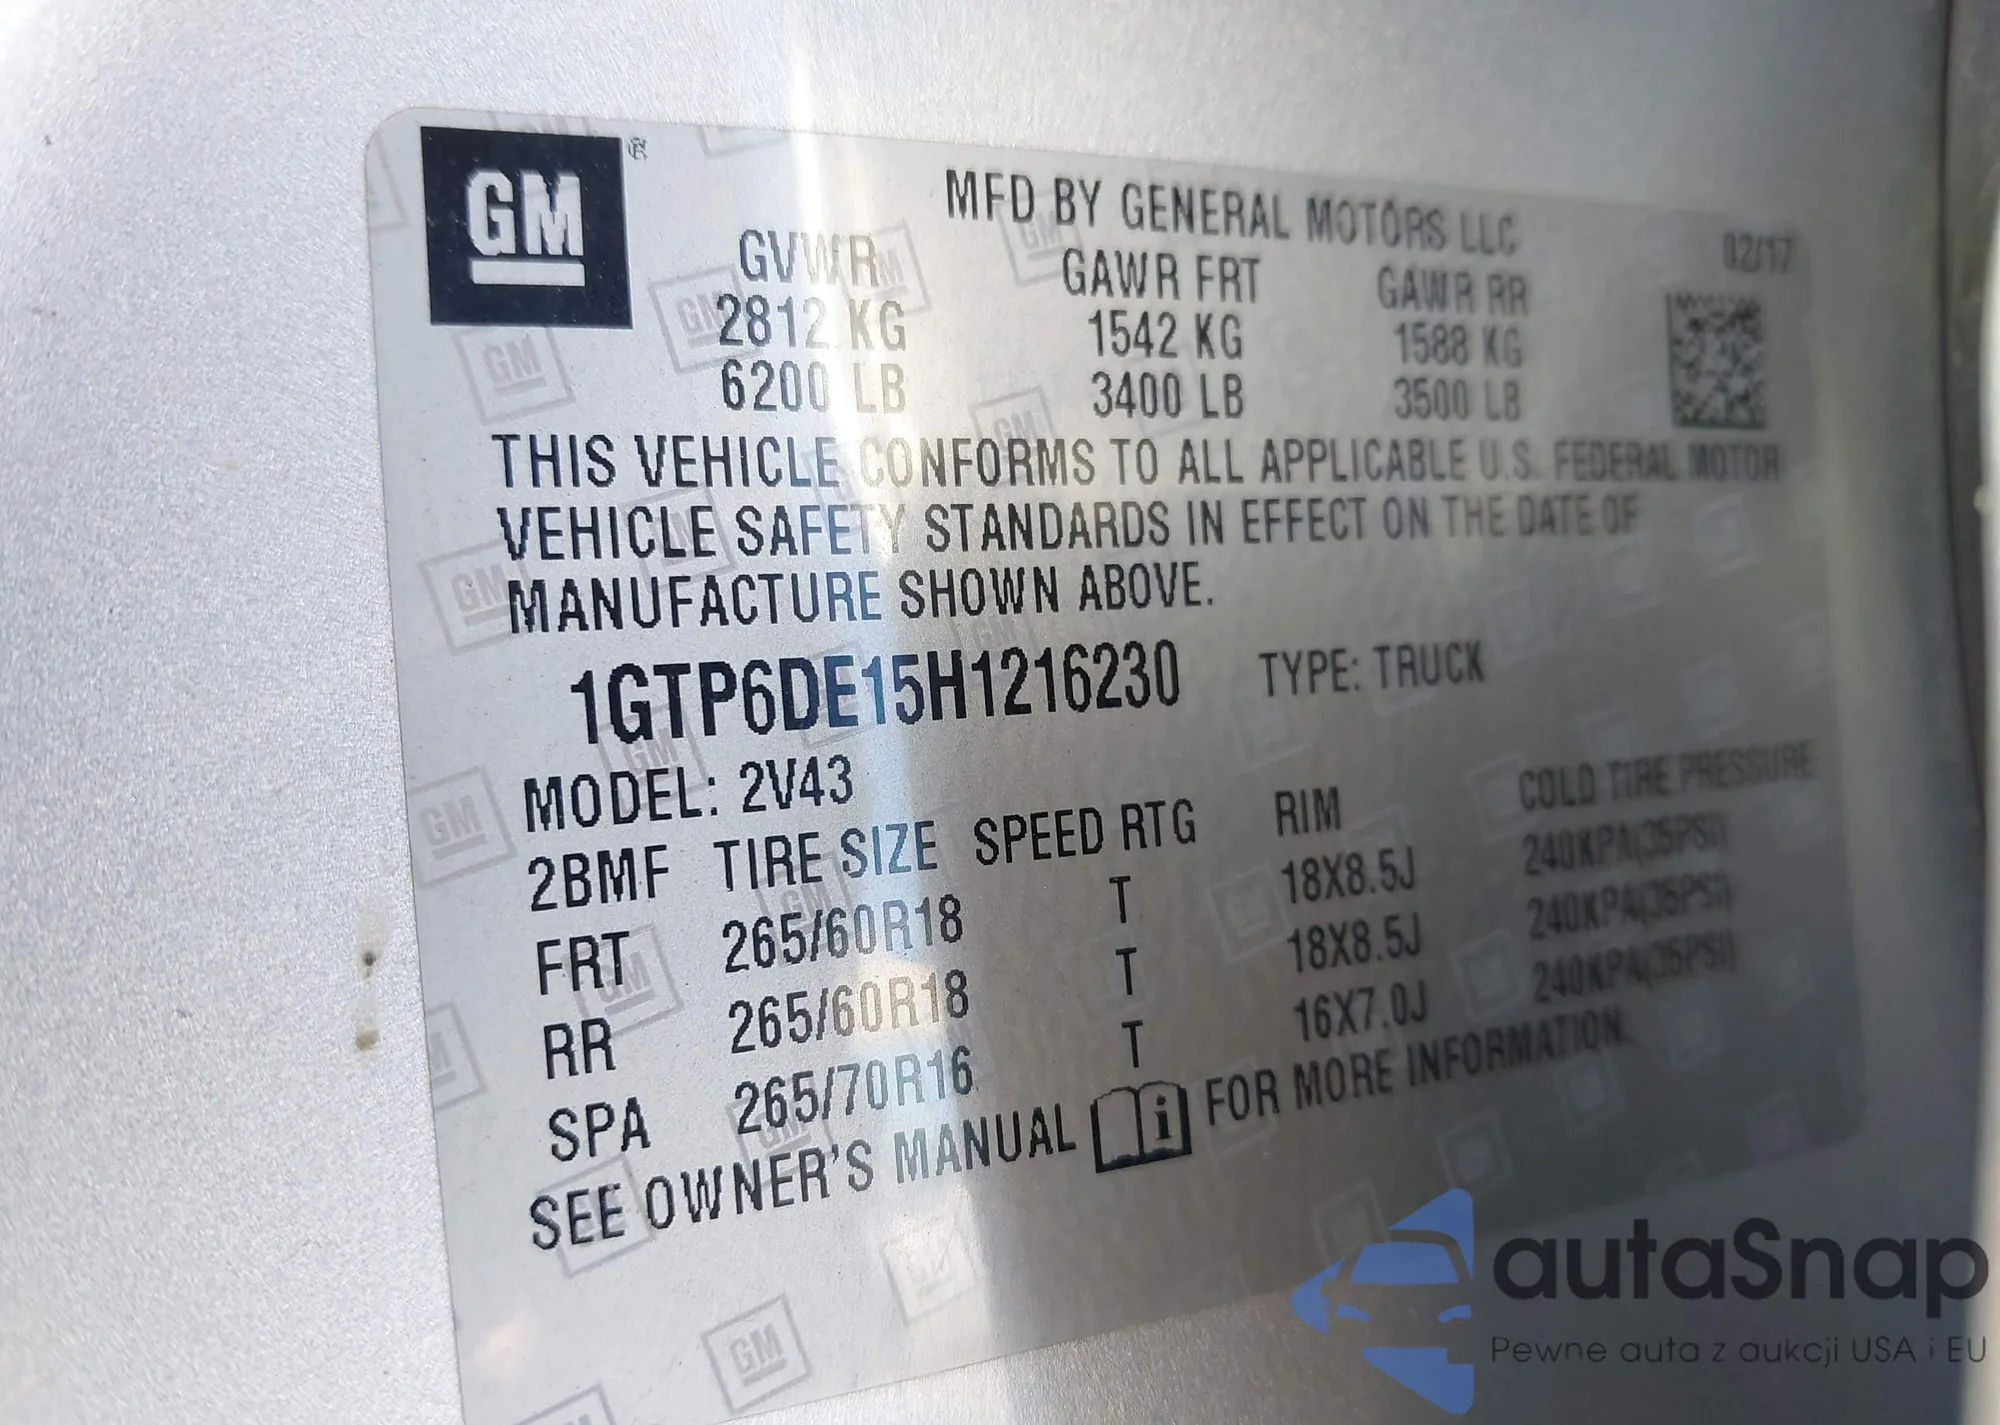 GM ®
MFD BY GENERAL MOTORS LLC
02/17
GVWR GAWR FRT GAWR RR
2812 KG 1542 KG 1588 KG
6200 LB 3400 LB 3500 LB
THIS VEHICLE CONFORMS TO ALL APPLICABLE U.S. FEDERAL MOTOR
VEHICLE SAFETY STANDARDS IN EFFECT ON THE DATE OF
MANUFACTURE SHOWN ABOVE.
1GTP6DE15H1216230 TYPE: TRUCK
MODEL: 2V43
2BMF TIRE SIZE SPEED RTG RIM COLD TIRE PRESSURE
FRT 265/60R18 T 18X8.5J 240KPA(35PSI)
RR 265/60R18 T 18X8.5J 240KPA(35PSI)
SPA 265/70R16 T 16X7.0J 240KPA(35PSI)
SEE OWNER'S MANUAL i FOR MORE INFORMATION.
autaSnap
Pewne auta z aukcji USA i EU